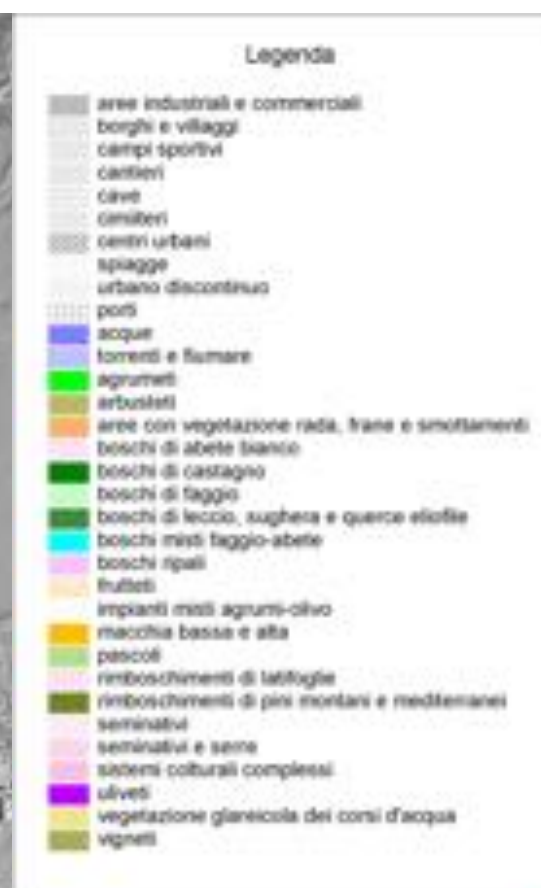 Legenda
aree industriali e commerciali
borghi e villaggi
campi sportivi
cantieri
cave
cimiteri
centri urbani
spiagge
urbano discontinuo
porti
acque
torrenti e fiumare
agrumeti
arbusteti
aree con vegetazione rada, frane e smottamenti
boschi di abete bianco
boschi di castagno
boschi di faggio
boschi di leccio, sughera e querce eliofile
boschi misti faggio-abete
boschi ripali
frutteti
impianti misti agrumi-olivo
macchia bassa e alta
pascoli
rimboschimenti di latifoglie
rimboschimenti di pini montani e mediterranei
seminativi
seminativi e serre
sistemi colturali complessi
uliveti
vegetazione glareicola dei corsi d'acqua
vigneti